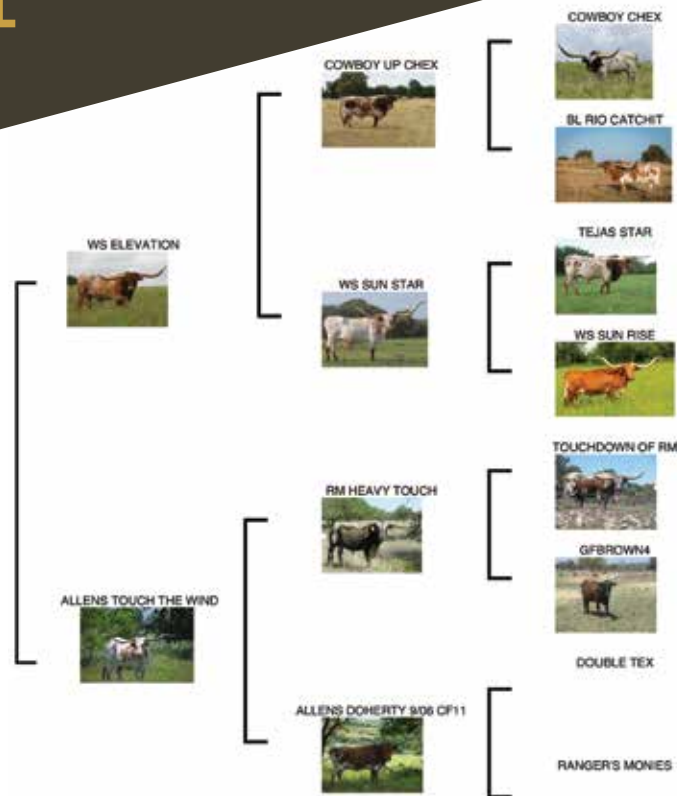 COWBOY CHEX
COWBOY UP CHEX
BL RIO CATCHIT
WS ELEVATION
TEJAS STAR
WS SUN STAR
WS SUN RISE
TOUCHDOWN OF RM
RM HEAVY TOUCH
GFBROWN4
ALLENS TOUCH THE WIND
DOUBLE TEX
ALLENS DOHERTY 9/06 CF11
RANGER'S MONIES